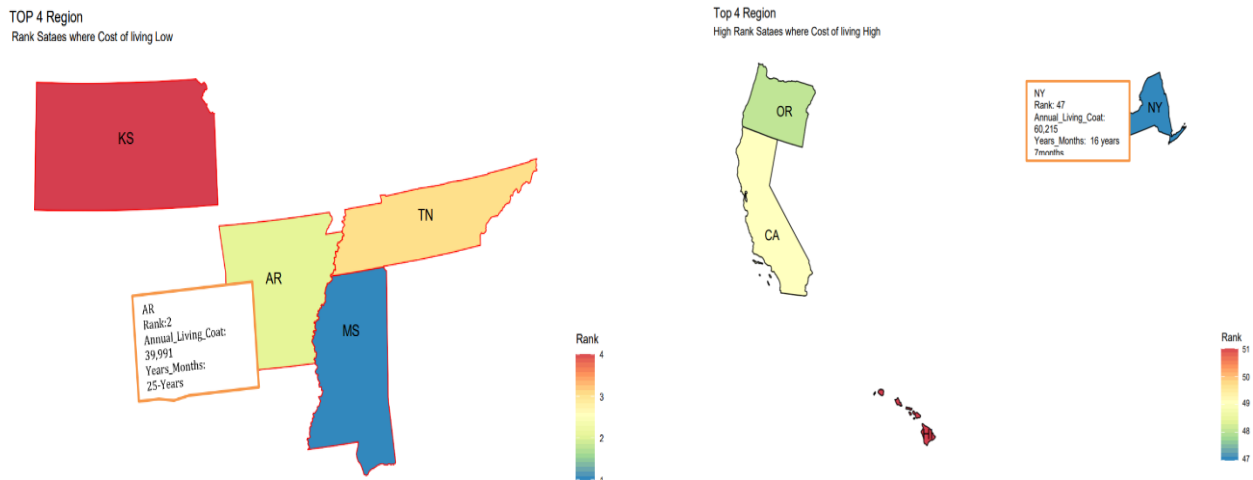 TOP 4 Region
Rank Sataes where Cost of living Low
KS
TN
AR
MS
AR
Rank:2
Annual_Living_Coat:
39,991
Years_Months:
25-Years
Rank
4
3
2
1
Top 4 Region
High Rank Sataes where Cost of living High
OR
CA
NY
Rank: 47
Annual_Living_Coat:
60,215
Years_Months: 16 years
7months
NY
HI
Rank
51
50
49
48
47